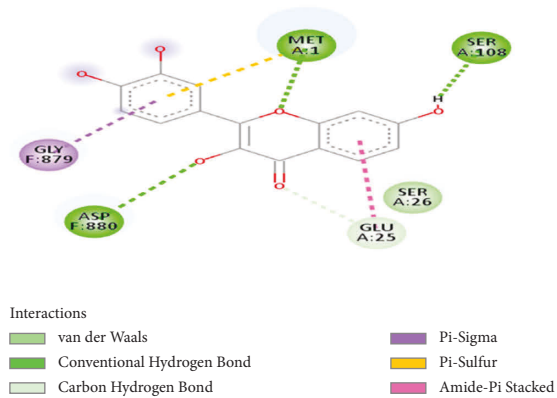 MET
A:1
SER
A:108
H
GLY
F:879
ASP
F:880
SER
A:26
GLU
A:25
Interactions
van der Waals
Conventional Hydrogen Bond
Carbon Hydrogen Bond
Pi-Sigma
Pi-Sulfur
Amide-Pi Stacked